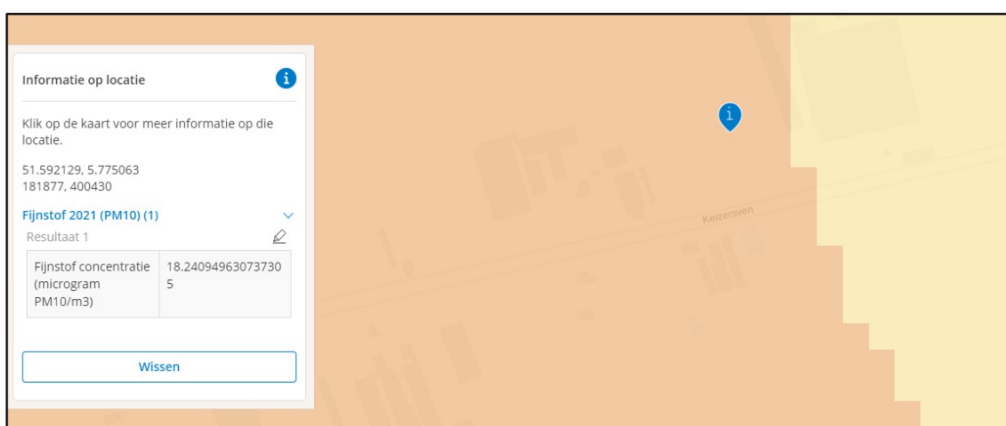 Informatie op locatie
i
Klik op de kaart voor meer informatie op die
locatie.
51.592129, 5.775063
181877, 400430
Fijnstof 2021 (PM10) (1)
Resultaat 1
Fijnstof concentratie
(microgram
PM10/m3)
18.24094963073730
5
Wissen
i
Keizersven